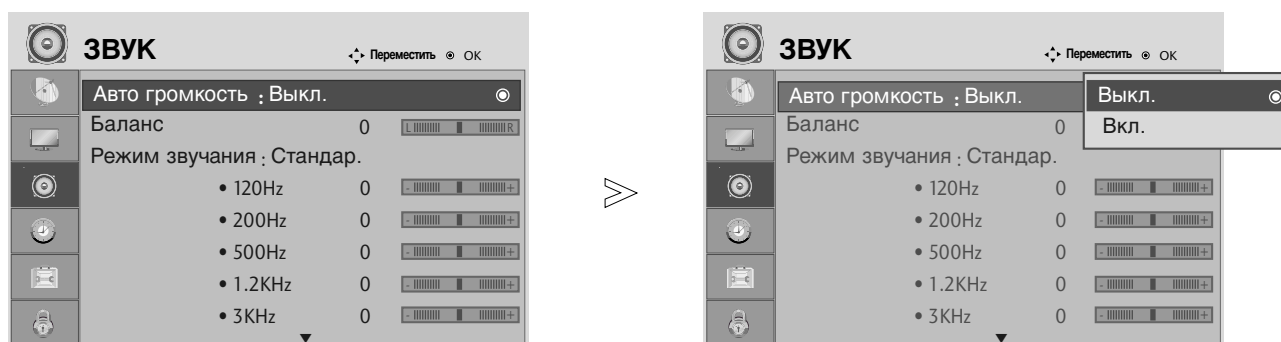 ЗВУК
Переместить OK
Авто громкость : Выкл.
Баланс 0 L R
Режим звучания : Стандар.
• 120Hz 0 - +
• 200Hz 0 - +
• 500Hz 0 - +
• 1.2KHz 0 - +
• 3KHz 0 - +
ЗВУК
Переместить OK
Авто громкость : Выкл.
Выкл.
Вкл.
Баланс 0
Режим звучания : Стандар.
• 120Hz 0 - +
• 200Hz 0 - +
• 500Hz 0 - +
• 1.2KHz 0 - +
• 3KHz 0 - +